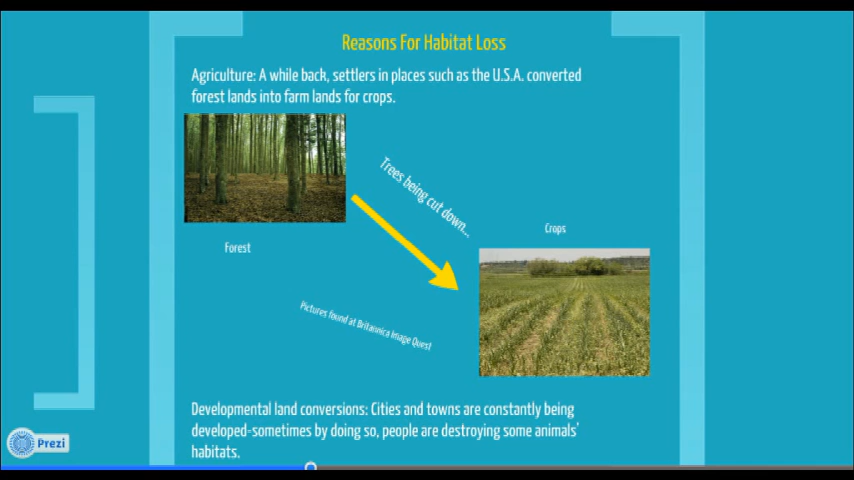 Reasons For Habitat Loss
Agriculture: A while back, settlers in places such as the U.S.A. converted
forest lands into farm lands for crops.
Trees being cut down...
Crops
Forest
Pictures found at Britannica Image Quest
Developmental land conversions: Cities and towns are constantly being
developed-sometimes by doing so, people are destroying some animals'
habitats.
Prezi